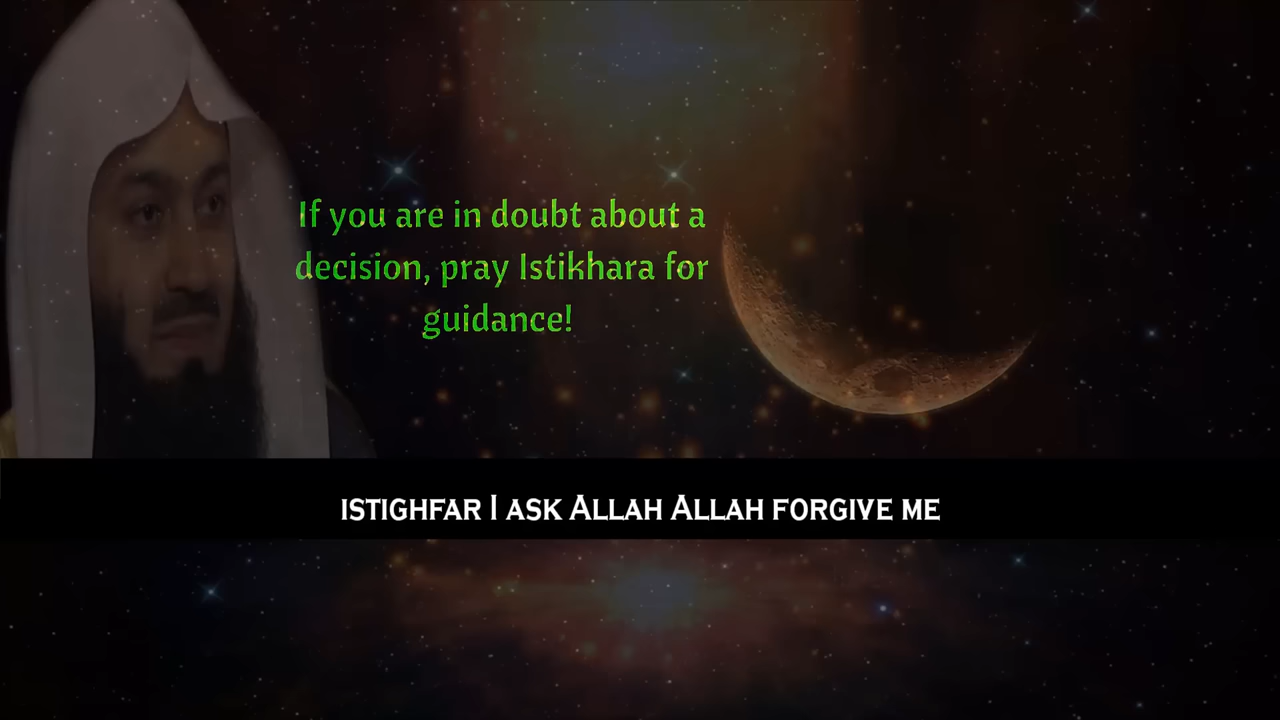 If you are in doubt about a
decision, pray Istikhara for
guidance!
ISTIGHFAR I ASK ALLAH ALLAH FORGIVE ME